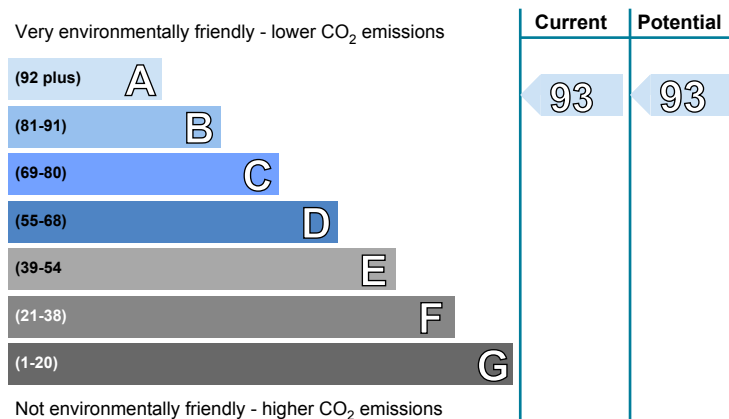 Current Potential
Very environmentally friendly - lower CO₂ emissions
(92 plus) A
93 93
(81-91) B
(69-80) C
(55-68) D
(39-54 E
(21-38) F
(1-20) G
Not environmentally friendly - higher CO₂ emissions